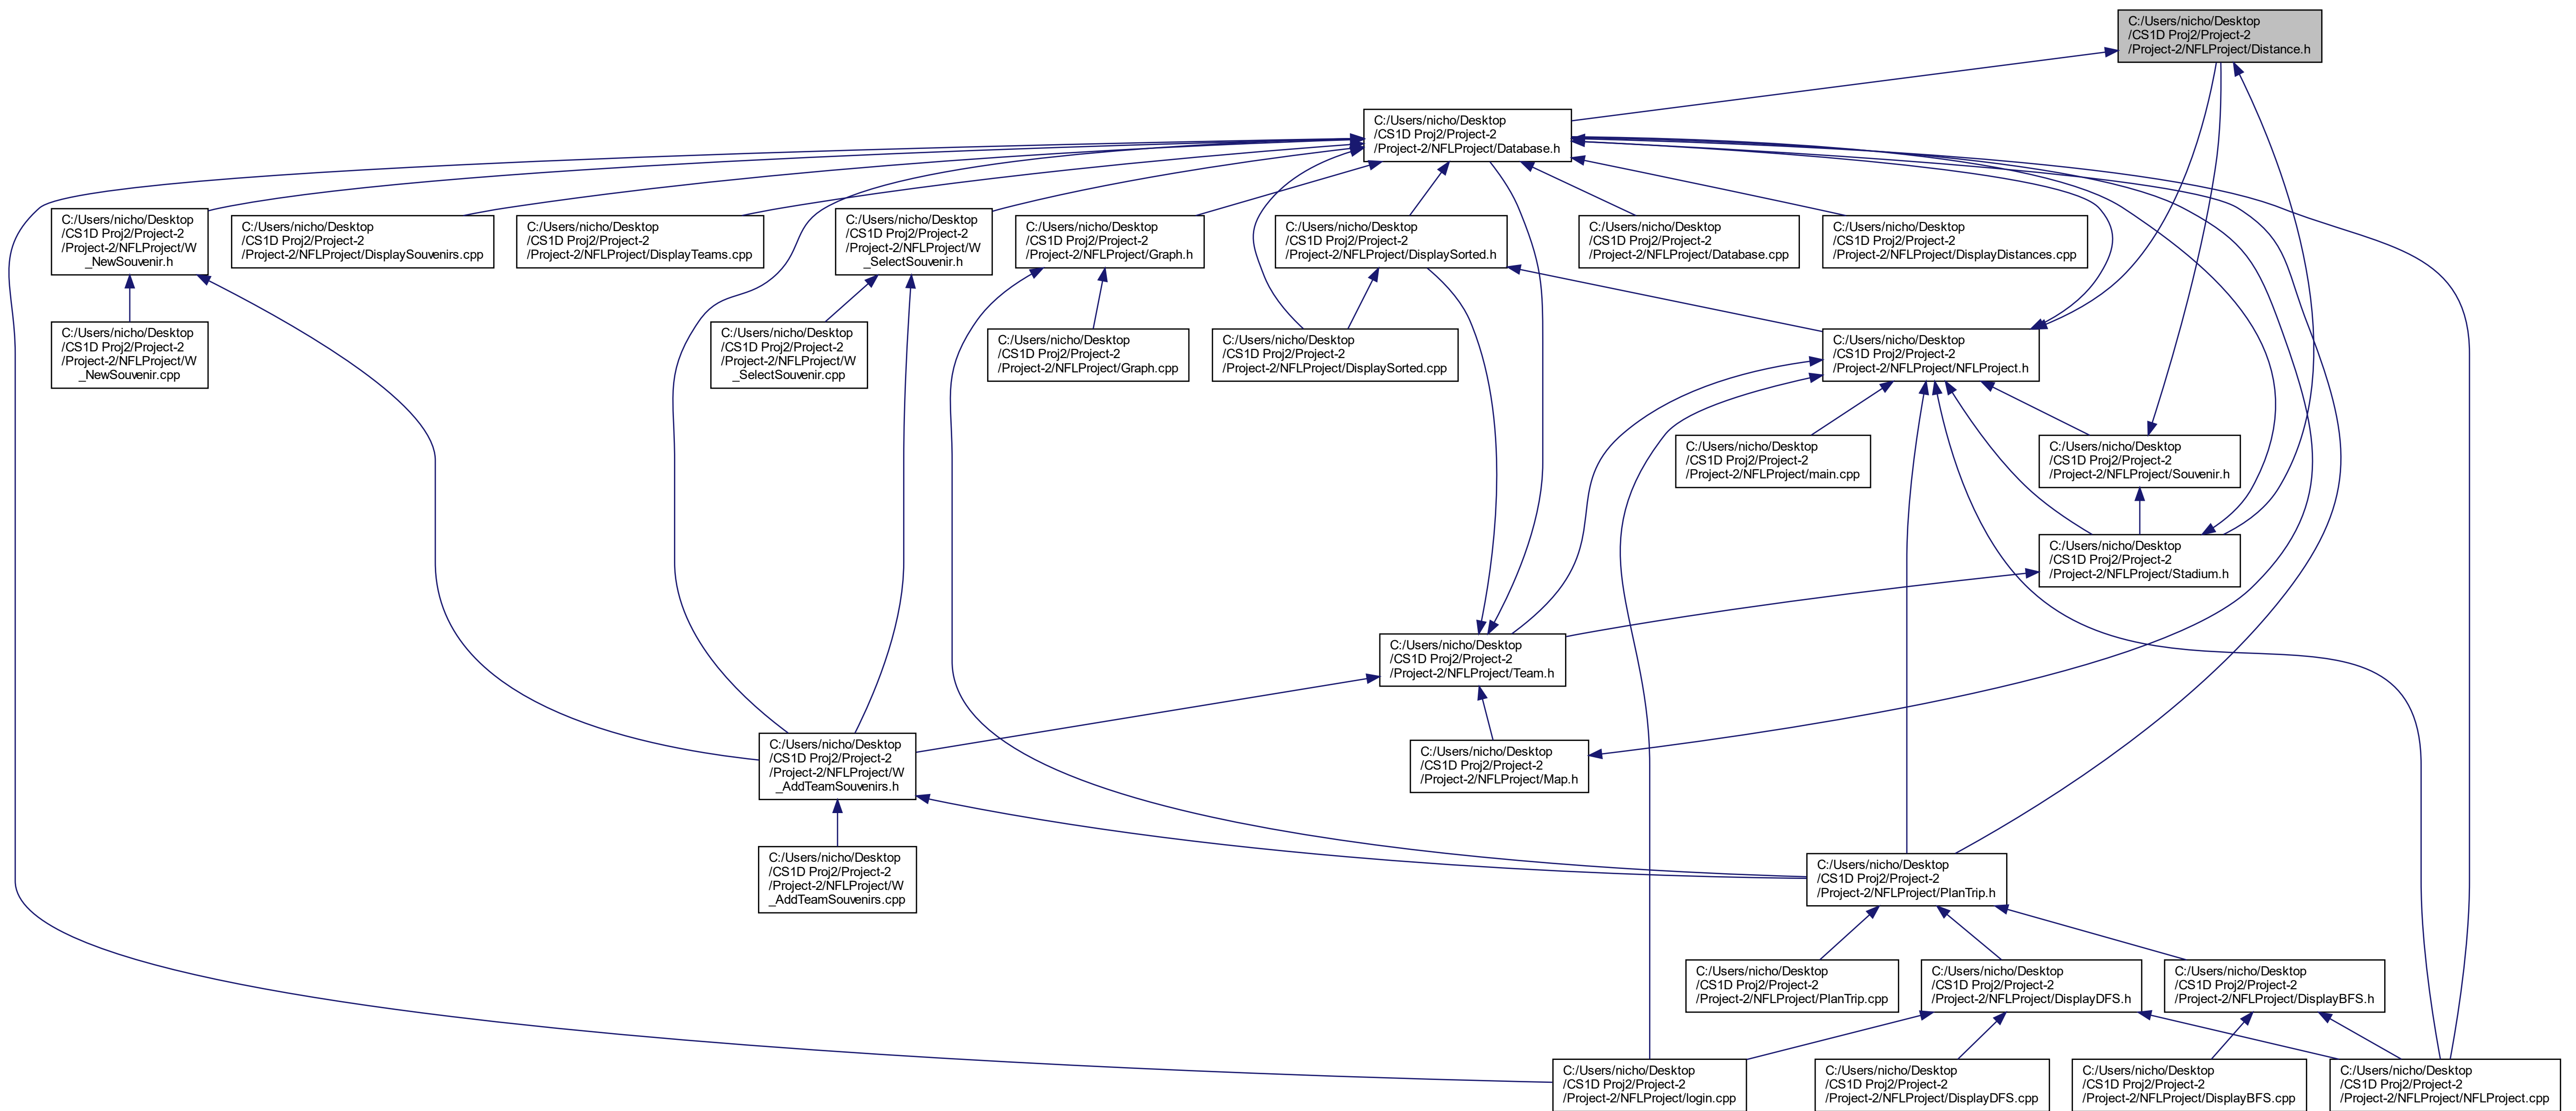 C:/Users/nicho/Desktop
/CS1D Proj2/Project-2
/Project-2/NFLProject/Distance.h
C:/Users/nicho/Desktop
/CS1D Proj2/Project-2
/Project-2/NFLProject/Database.h
C:/Users/nicho/Desktop
/CS1D Proj2/Project-2
/Project-2/NFLProject/W
_NewSouvenir.h
C:/Users/nicho/Desktop
/CS1D Proj2/Project-2
/Project-2/NFLProject/DisplaySouvenirs.cpp
C:/Users/nicho/Desktop
/CS1D Proj2/Project-2
/Project-2/NFLProject/DisplayTeams.cpp
C:/Users/nicho/Desktop
/CS1D Proj2/Project-2
/Project-2/NFLProject/W
_SelectSouvenir.h
C:/Users/nicho/Desktop
/CS1D Proj2/Project-2
/Project-2/NFLProject/Graph.h
C:/Users/nicho/Desktop
/CS1D Proj2/Project-2
/Project-2/NFLProject/DisplaySorted.h
C:/Users/nicho/Desktop
/CS1D Proj2/Project-2
/Project-2/NFLProject/Database.cpp
C:/Users/nicho/Desktop
/CS1D Proj2/Project-2
/Project-2/NFLProject/DisplayDistances.cpp
C:/Users/nicho/Desktop
/CS1D Proj2/Project-2
/Project-2/NFLProject/W
_NewSouvenir.cpp
C:/Users/nicho/Desktop
/CS1D Proj2/Project-2
/Project-2/NFLProject/W
_SelectSouvenir.cpp
C:/Users/nicho/Desktop
/CS1D Proj2/Project-2
/Project-2/NFLProject/Graph.cpp
C:/Users/nicho/Desktop
/CS1D Proj2/Project-2
/Project-2/NFLProject/DisplaySorted.cpp
C:/Users/nicho/Desktop
/CS1D Proj2/Project-2
/Project-2/NFLProject/NFLProject.h
C:/Users/nicho/Desktop
/CS1D Proj2/Project-2
/Project-2/NFLProject/main.cpp
C:/Users/nicho/Desktop
/CS1D Proj2/Project-2
/Project-2/NFLProject/Souvenir.h
C:/Users/nicho/Desktop
/CS1D Proj2/Project-2
/Project-2/NFLProject/Stadium.h
C:/Users/nicho/Desktop
/CS1D Proj2/Project-2
/Project-2/NFLProject/Team.h
C:/Users/nicho/Desktop
/CS1D Proj2/Project-2
/Project-2/NFLProject/W
_AddTeamSouvenirs.h
C:/Users/nicho/Desktop
/CS1D Proj2/Project-2
/Project-2/NFLProject/Map.h
C:/Users/nicho/Desktop
/CS1D Proj2/Project-2
/Project-2/NFLProject/W
_AddTeamSouvenirs.cpp
C:/Users/nicho/Desktop
/CS1D Proj2/Project-2
/Project-2/NFLProject/PlanTrip.h
C:/Users/nicho/Desktop
/CS1D Proj2/Project-2
/Project-2/NFLProject/PlanTrip.cpp
C:/Users/nicho/Desktop
/CS1D Proj2/Project-2
/Project-2/NFLProject/DisplayDFS.h
C:/Users/nicho/Desktop
/CS1D Proj2/Project-2
/Project-2/NFLProject/DisplayBFS.h
C:/Users/nicho/Desktop
/CS1D Proj2/Project-2
/Project-2/NFLProject/login.cpp
C:/Users/nicho/Desktop
/CS1D Proj2/Project-2
/Project-2/NFLProject/DisplayDFS.cpp
C:/Users/nicho/Desktop
/CS1D Proj2/Project-2
/Project-2/NFLProject/DisplayBFS.cpp
C:/Users/nicho/Desktop
/CS1D Proj2/Project-2
/Project-2/NFLProject/NFLProject.cpp